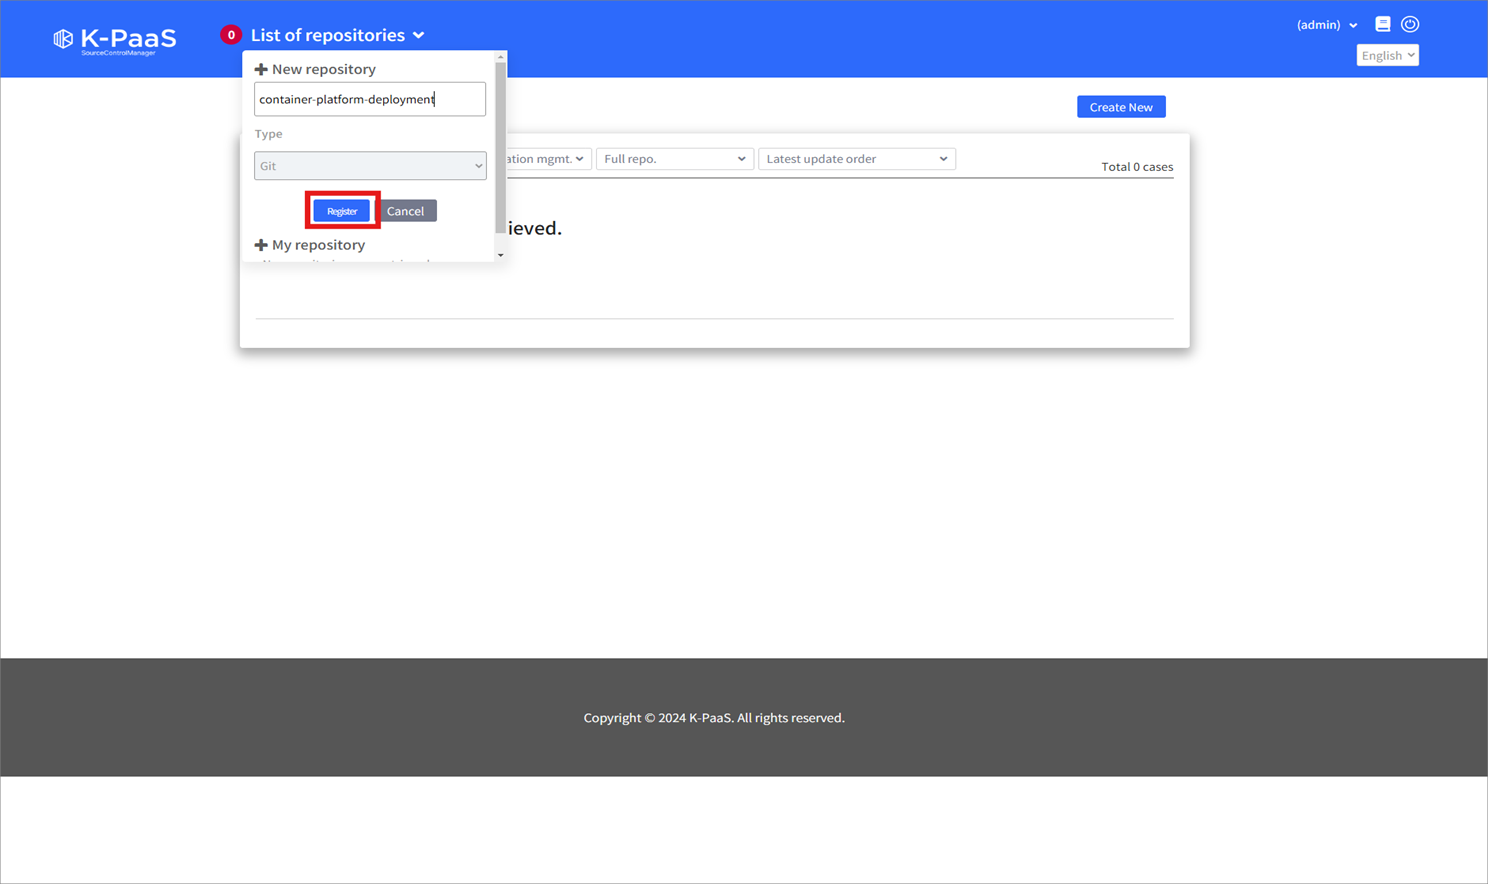 K-PaaS
SourceControlManager
0
List of repositories
(admin)
English
New repository
container-platform-deployment
Type
Git
Register
Cancel
My repository
Create New
ation mgmt.
Full repo.
Latest update order
Total 0 cases
ieved.
Copyright © 2024 K-PaaS. All rights reserved.